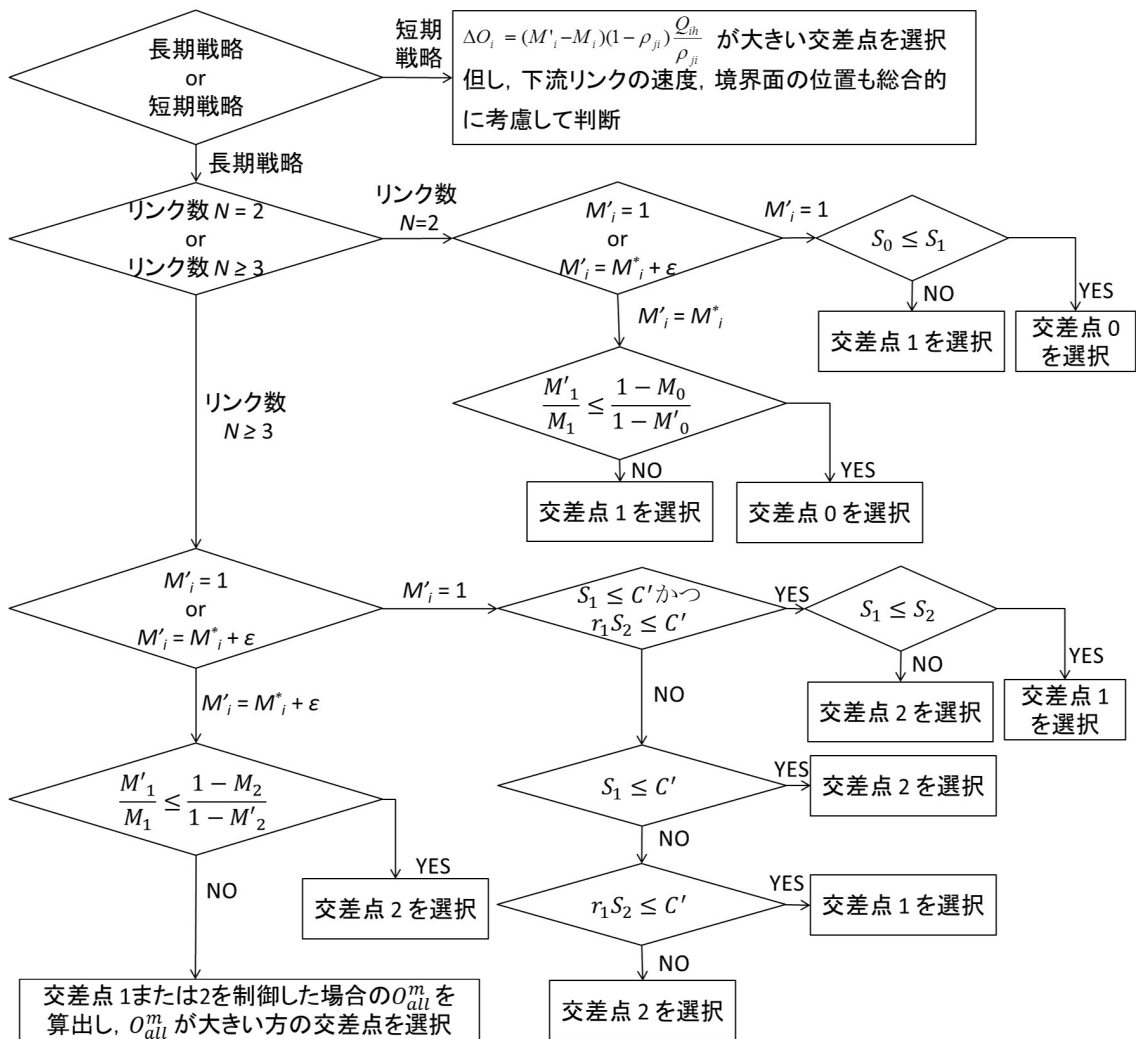 長期戦略
or
短期戦略
短期
戦略
ΔO_i = (M'_i − M_i)(1 − ρ_ji) Q_ih / ρ_ji が大きい交差点を選択
但し，下流リンクの速度，境界面の位置も総合的
に考慮して判断
長期戦略
リンク数 N = 2
or
リンク数 N ≥ 3
リンク数
N=2
M'_i = 1
or
M'_i = M*_i + ε
M'_i = 1
S_0 ≤ S_1
NO
YES
交差点 1 を選択
交差点 0
を選択
M'_i = M*_i
M'_1 / M_1 ≤ (1 − M_0) / (1 − M'_0)
NO
YES
交差点 1 を選択
交差点 0 を選択
リンク数
N ≥ 3
M'_i = 1
or
M'_i = M*_i + ε
M'_i = 1
S_1 ≤ C' かつ
r_1S_2 ≤ C'
YES
S_1 ≤ S_2
NO
YES
交差点 2 を選択
交差点 1
を選択
NO
S_1 ≤ C'
YES
交差点 2 を選択
NO
r_1S_2 ≤ C'
YES
交差点 1 を選択
NO
交差点 2 を選択
M'_i = M*_i + ε
M'_1 / M_1 ≤ (1 − M_2) / (1 − M'_2)
YES
交差点 2 を選択
NO
交差点 1または2を制御した場合のO^m_all を
算出し，O^m_all が大きい方の交差点を選択